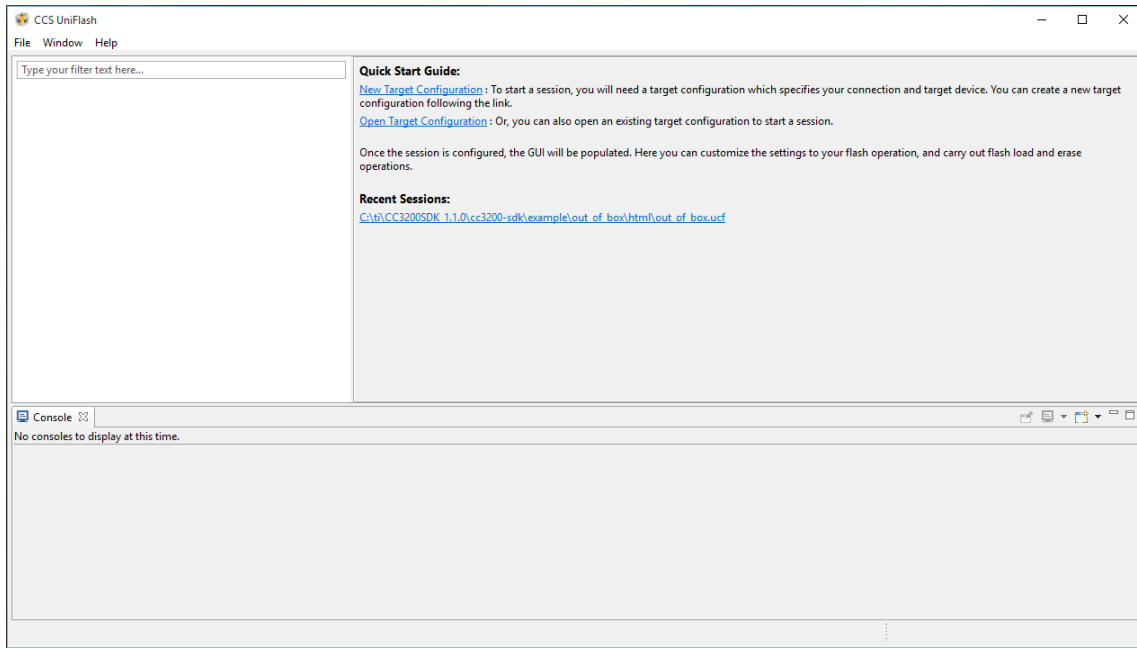 CCS UniFlash
File Window Help
Type your filter text here...
Quick Start Guide:
New Target Configuration : To start a session, you will need a target configuration which specifies your connection and target device. You can create a new target
configuration following the link.
Open Target Configuration : Or, you can also open an existing target configuration to start a session.
Once the session is configured, the GUI will be populated. Here you can customize the settings to your flash operation, and carry out flash load and erase
operations.
Recent Sessions:
C:\ti\CC3200SDK_1.1.0\cc3200-sdk\example\out_of_box\html\out_of_box.ucf
Console
No consoles to display at this time.